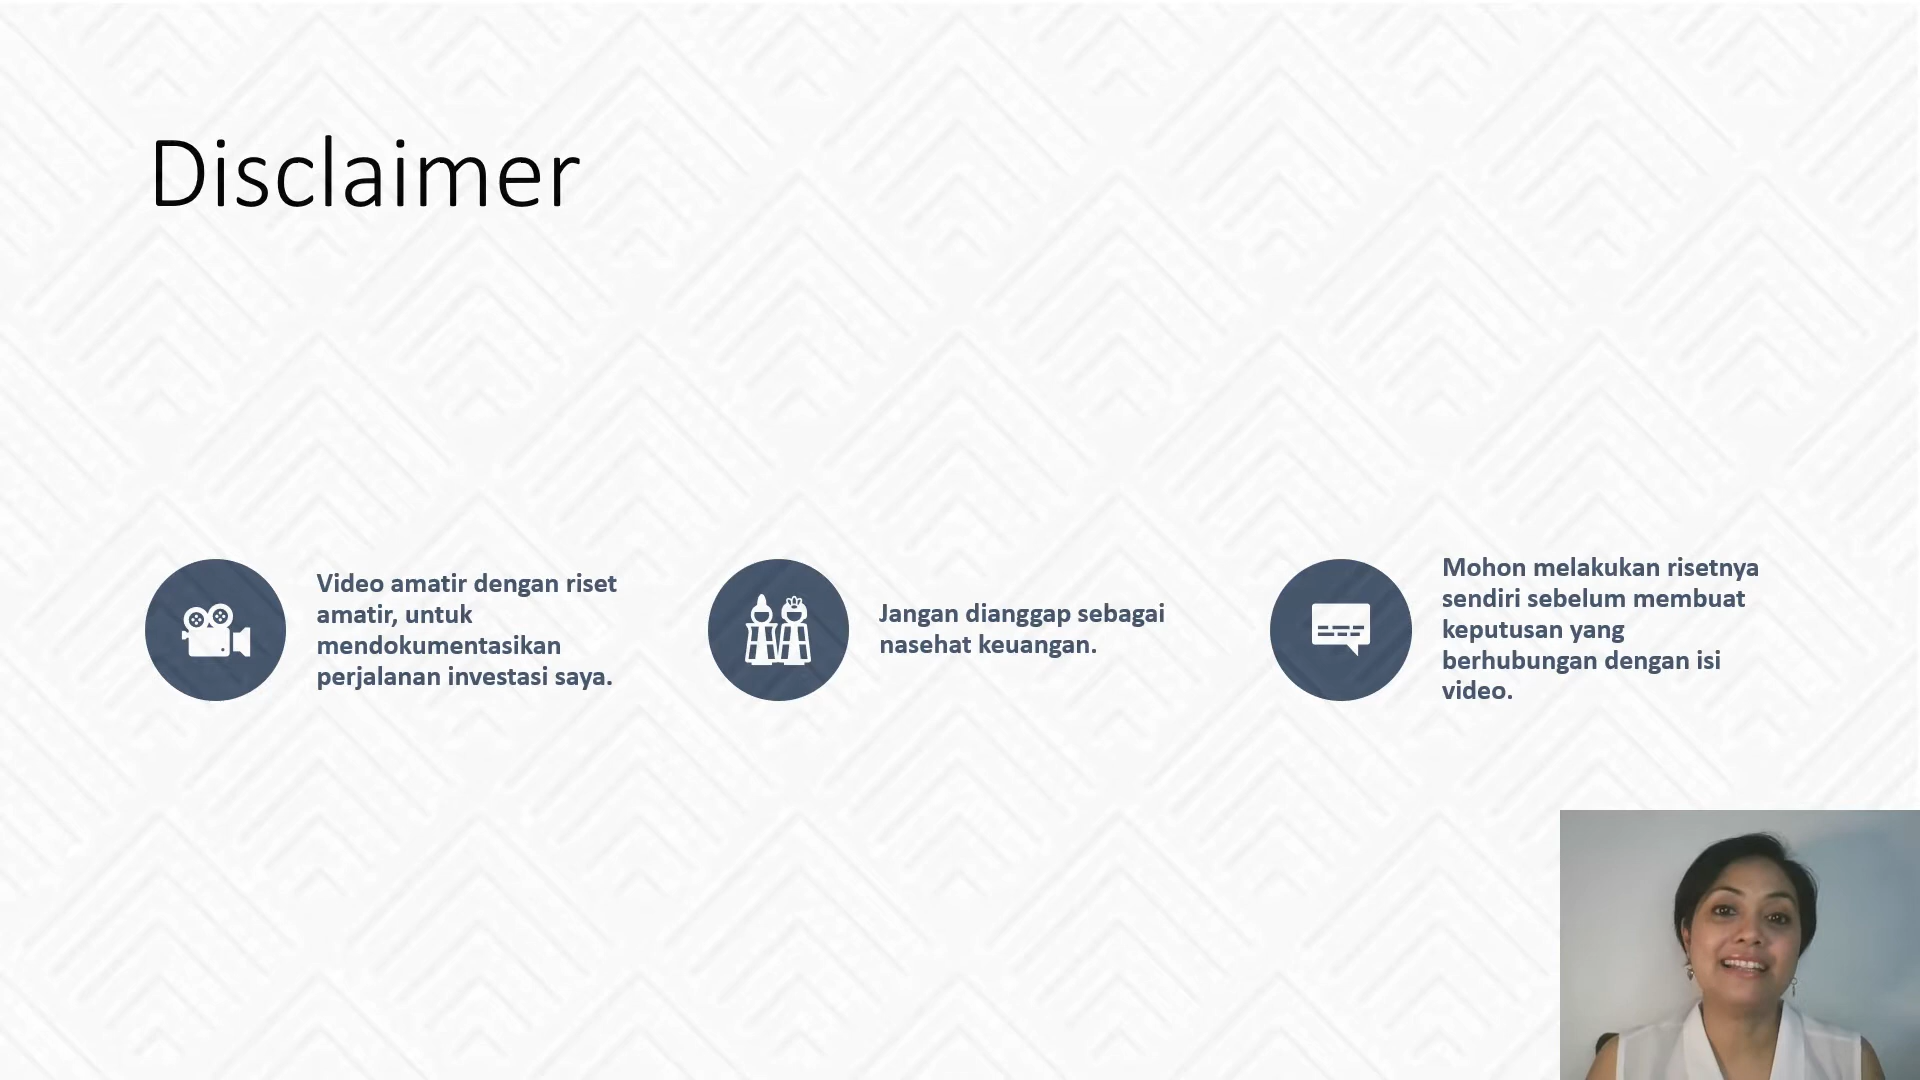 Disclaimer
Video amatir dengan riset
amatir, untuk
mendokumentasikan
perjalanan investasi saya.
Jangan dianggap sebagai
nasehat keuangan.
Mohon melakukan risetnya
sendiri sebelum membuat
keputusan yang
berhubungan dengan isi
video.